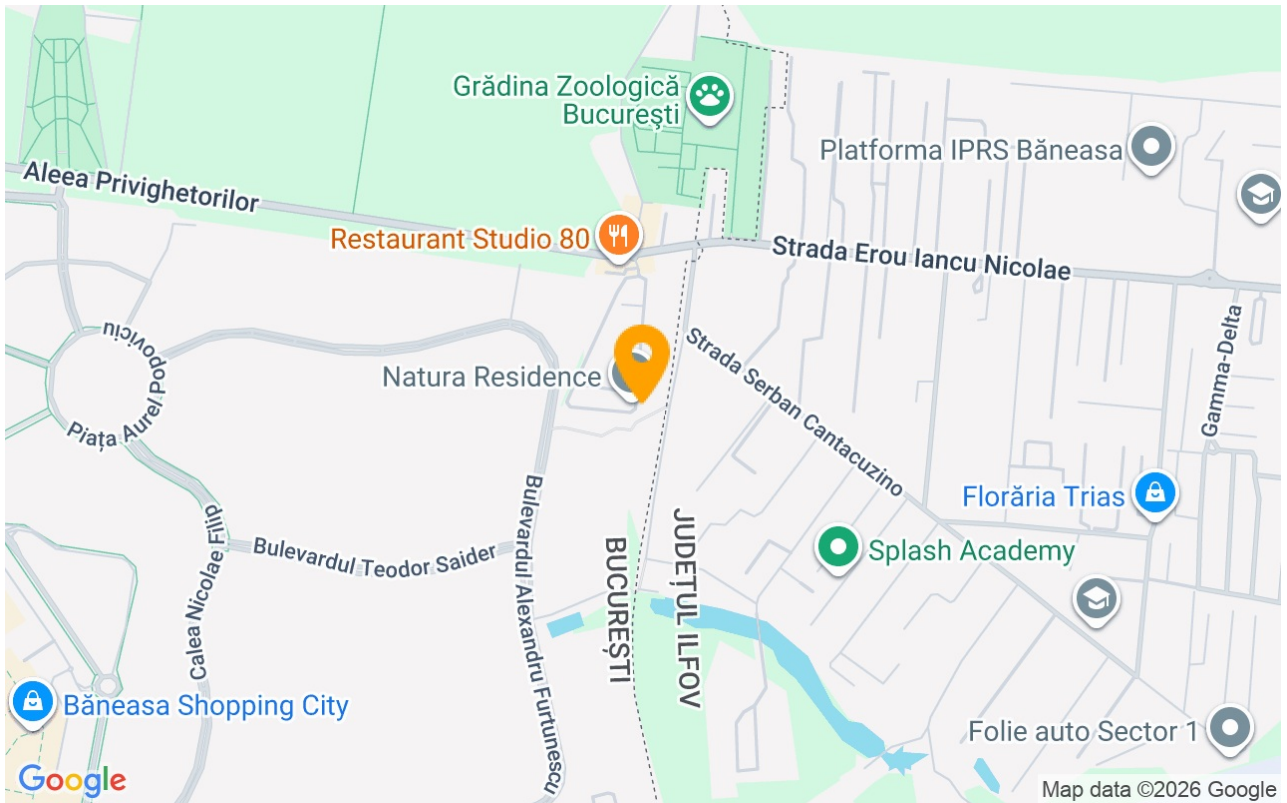 Grădina Zoologică
Bucureşti
Platforma IPRS Băneasa
Aleea Privighetorilor
Restaurant Studio 80
Strada Erou Iancu Nicolae
Piața Aurel Popoviciu
Natura Residence
Strada Serban Cantacuzino
Gamma-Delta
Calea Nicolae Filip
Bulevardul Teodor Saider
Bulevardul Alexandru Furtunescu
BUCUREȘTI
JUDEȚUL ILFOV
Florăria Trias
Splash Academy
Băneasa Shopping City
Folie auto Sector 1
Google
Map data ©2026 Google